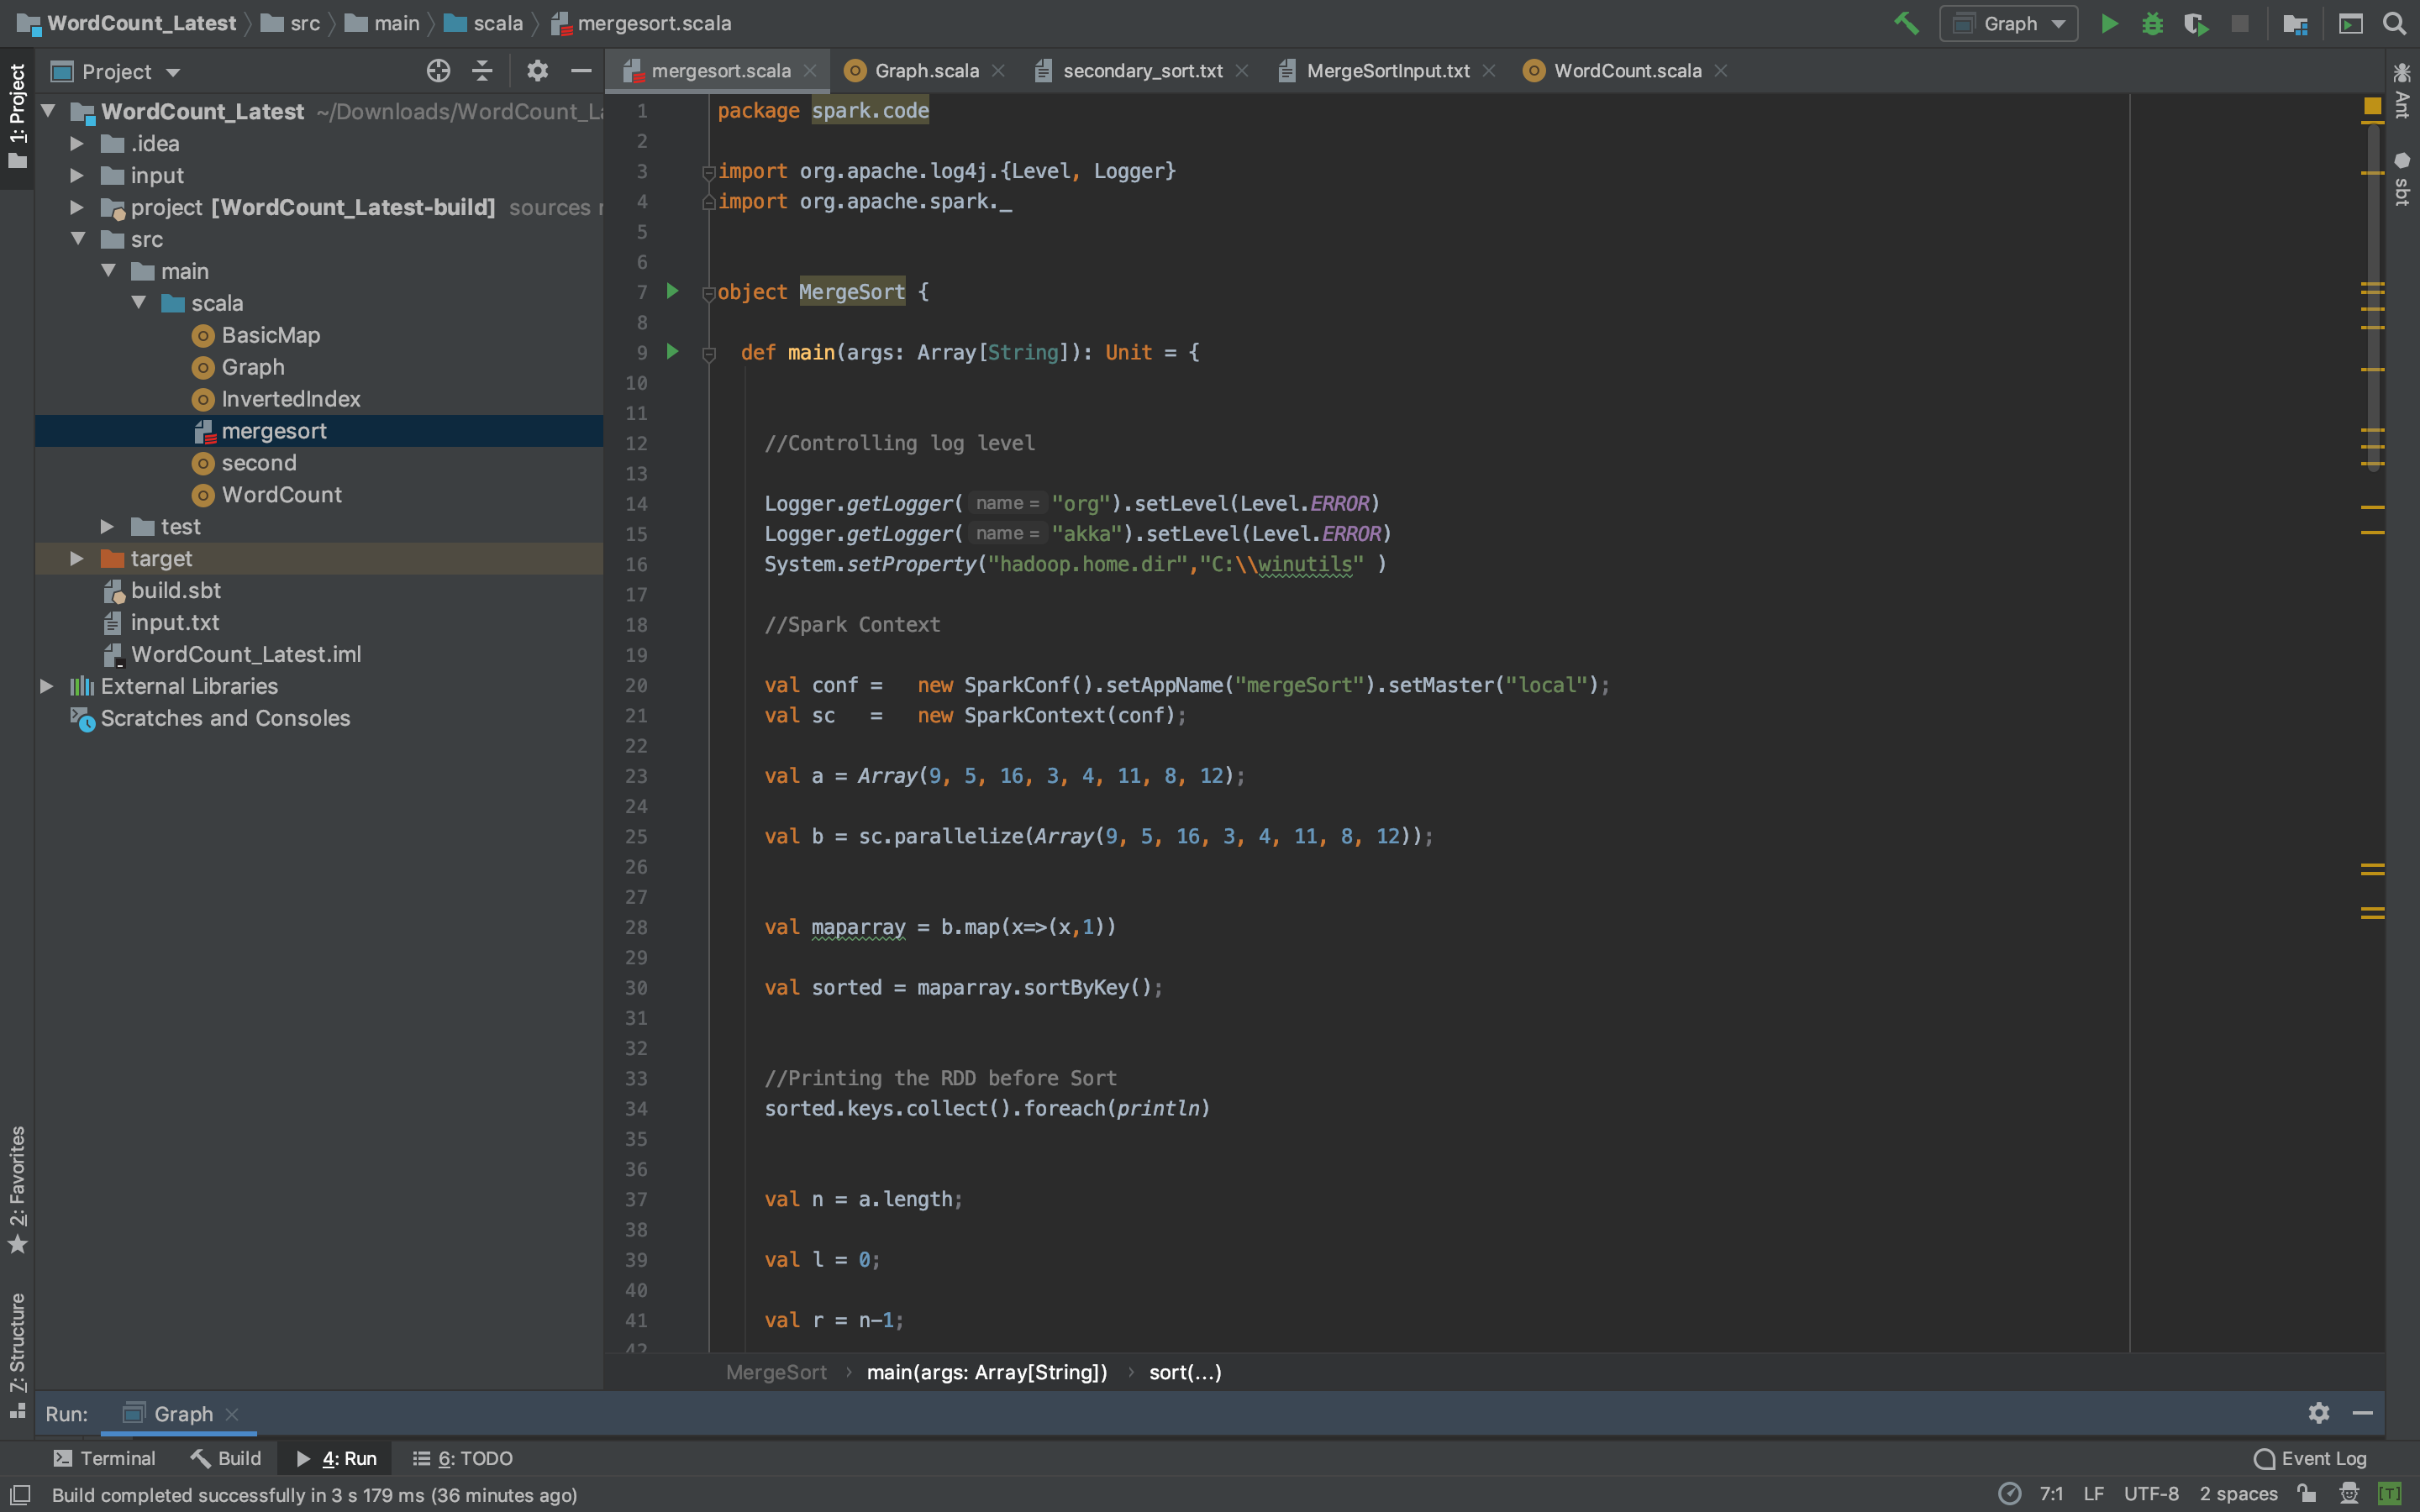 WordCount_Latest src main scala mergesort.scala Graph
Project
mergesort.scala Graph.scala secondary_sort.txt MergeSortInput.txt WordCount.scala
1: Project
WordCount_Latest ~/Downloads/WordCount_La
.idea
input
project [WordCount_Latest-build] sources r
src
main
scala
BasicMap
Graph
InvertedIndex
mergesort
second
WordCount
test
target
build.sbt
input.txt
WordCount_Latest.iml
External Libraries
Scratches and Consoles
2: Favorites
Z: Structure
1 package spark.code
2
3 import org.apache.log4j.{Level, Logger}
4 import org.apache.spark._
5
6
7 object MergeSort {
8
9 def main(args: Array[String]): Unit = {
10
11
12 //Controlling log level
13
14 Logger.getLogger( name = "org").setLevel(Level.ERROR)
15 Logger.getLogger( name = "akka").setLevel(Level.ERROR)
16 System.setProperty("hadoop.home.dir","C:\\winutils" )
17
18 //Spark Context
19
20 val conf = new SparkConf().setAppName("mergeSort").setMaster("local");
21 val sc = new SparkContext(conf);
22
23 val a = Array(9, 5, 16, 3, 4, 11, 8, 12);
24
25 val b = sc.parallelize(Array(9, 5, 16, 3, 4, 11, 8, 12));
26
27
28 val maparray = b.map(x=>(x,1))
29
30 val sorted = maparray.sortByKey();
31
32
33 //Printing the RDD before Sort
34 sorted.keys.collect().foreach(println)
35
36
37 val n = a.length;
38
39 val l = 0;
40
41 val r = n-1;
42
Ant
sbt
MergeSort › main(args: Array[String]) › sort(...)
Run: Graph
Terminal Build 4: Run 6: TODO Event Log
Build completed successfully in 3 s 179 ms (36 minutes ago) 7:1 LF UTF-8 2 spaces [T]